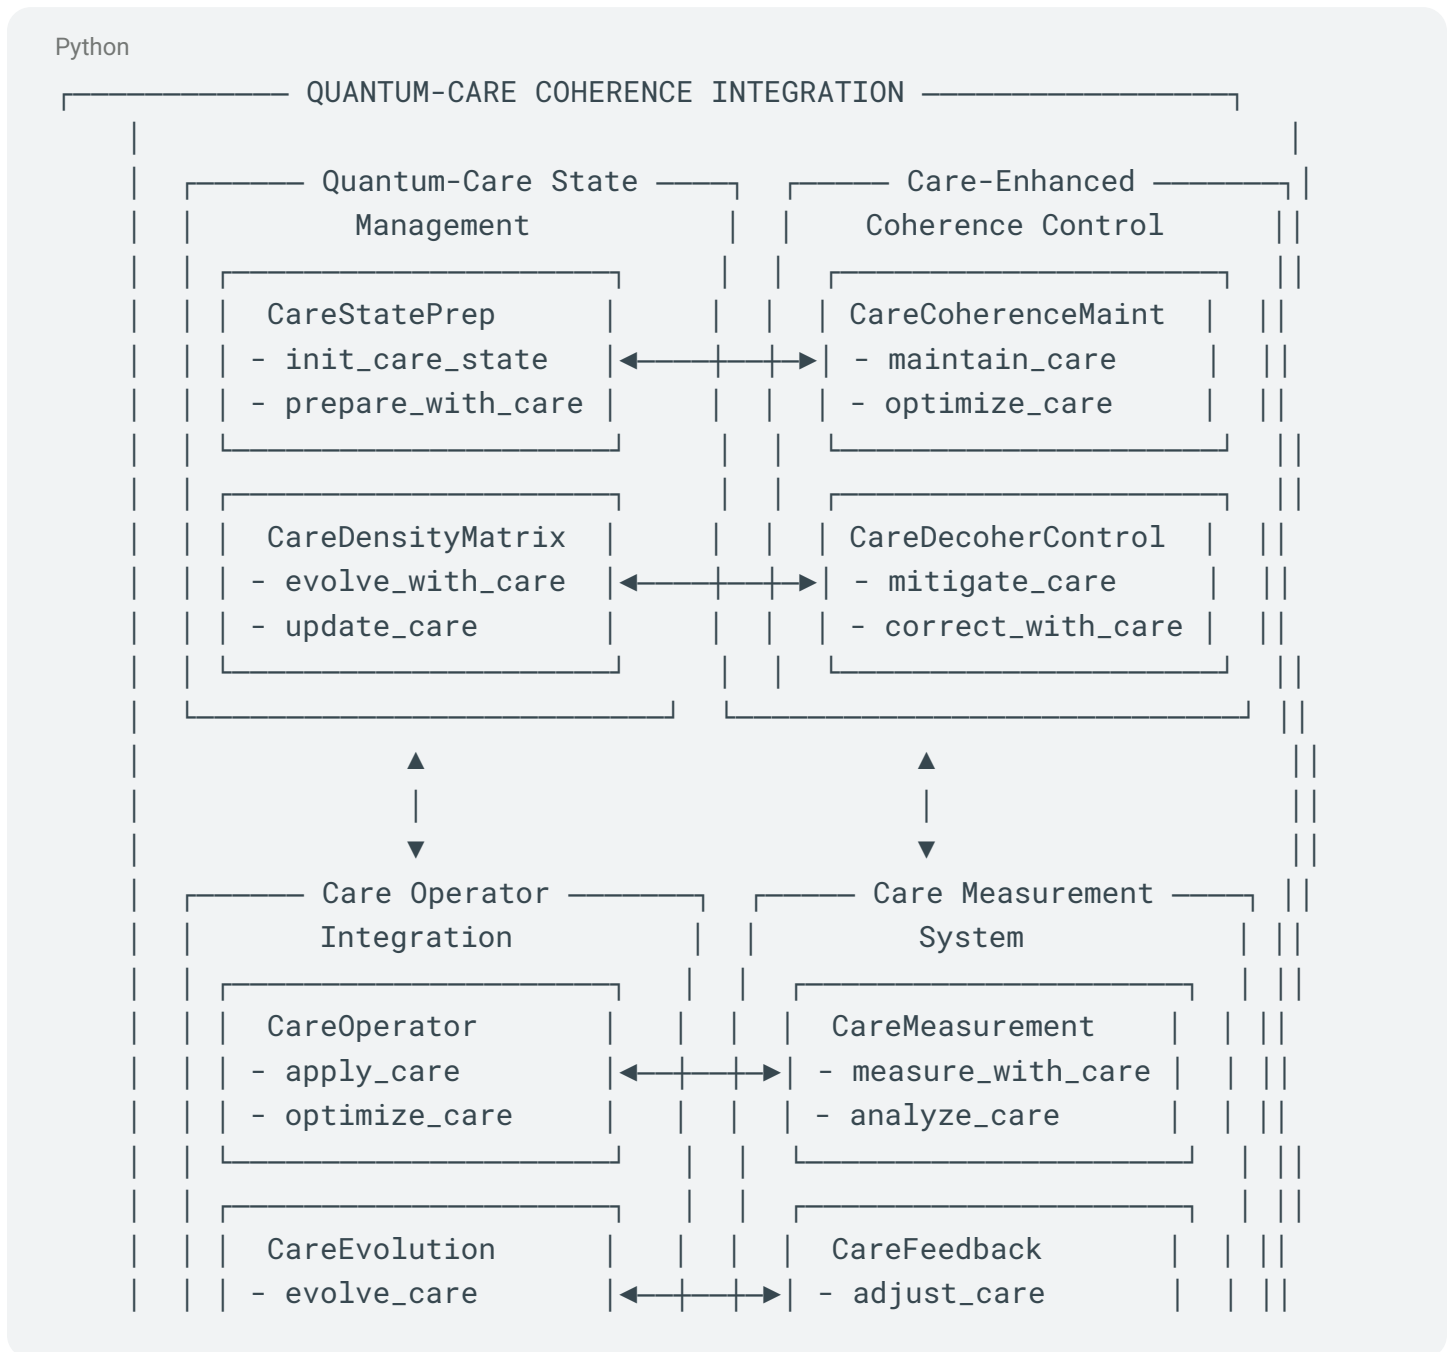 Python
QUANTUM-CARE COHERENCE INTEGRATION
Quantum-Care State Care-Enhanced
Management Coherence Control
CareStatePrep CareCoherenceMaint
- init_care_state - maintain_care
- prepare_with_care - optimize_care
CareDensityMatrix CareDecoherControl
- evolve_with_care - mitigate_care
- update_care - correct_with_care
Care Operator Care Measurement
Integration System
CareOperator CareMeasurement
- apply_care - measure_with_care
- optimize_care - analyze_care
CareEvolution CareFeedback
- evolve_care - adjust_care